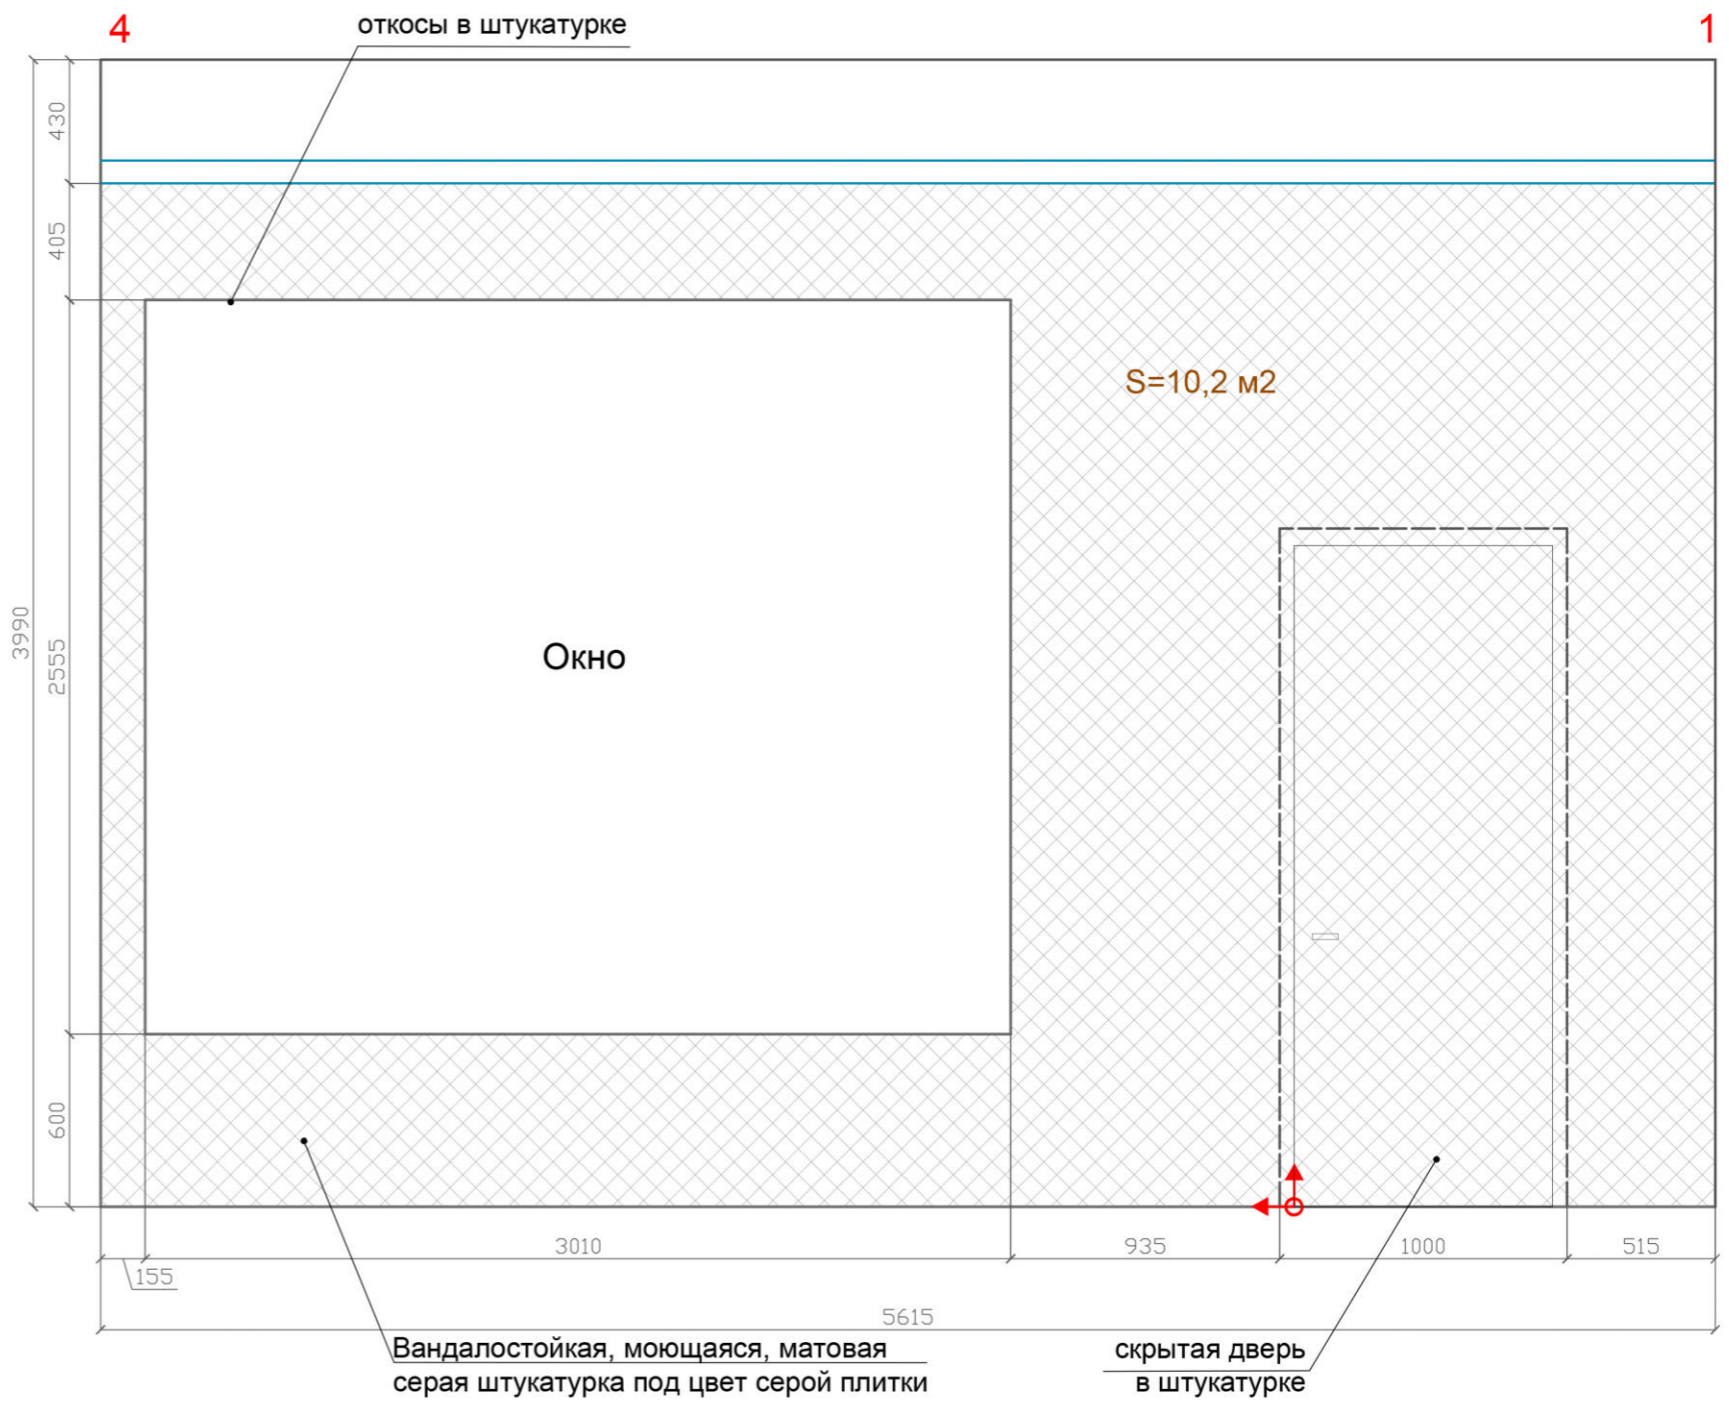 4
откосы в штукатурке
1
430
405
S=10,2 м2
3990
2555
Окно
600
3010
935
1000
515
155
5615
Вандалостойкая, моющаяся, матовая
серая штукатурка под цвет серой плитки
скрытая дверь
в штукатурке